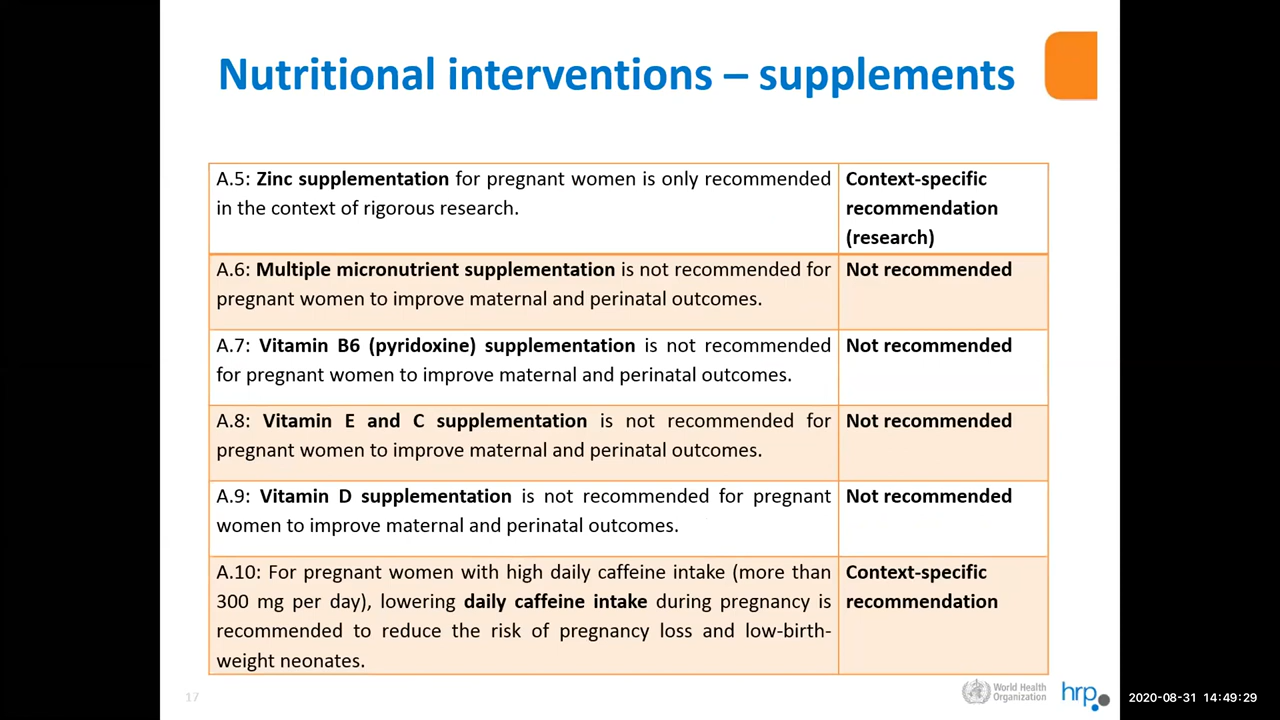 Nutritional interventions – supplements
A.5: Zinc supplementation for pregnant women is only recommended
in the context of rigorous research.
Context-specific
recommendation
(research)
A.6: Multiple micronutrient supplementation is not recommended for
pregnant women to improve maternal and perinatal outcomes.
Not recommended
A.7: Vitamin B6 (pyridoxine) supplementation is not recommended
for pregnant women to improve maternal and perinatal outcomes.
Not recommended
A.8: Vitamin E and C supplementation is not recommended for
pregnant women to improve maternal and perinatal outcomes.
Not recommended
A.9: Vitamin D supplementation is not recommended for pregnant
women to improve maternal and perinatal outcomes.
Not recommended
A.10: For pregnant women with high daily caffeine intake (more than
300 mg per day), lowering daily caffeine intake during pregnancy is
recommended to reduce the risk of pregnancy loss and low-birth-
weight neonates.
Context-specific
recommendation
17
World Health
Organization
hrp
2020-08-31 14:49:29